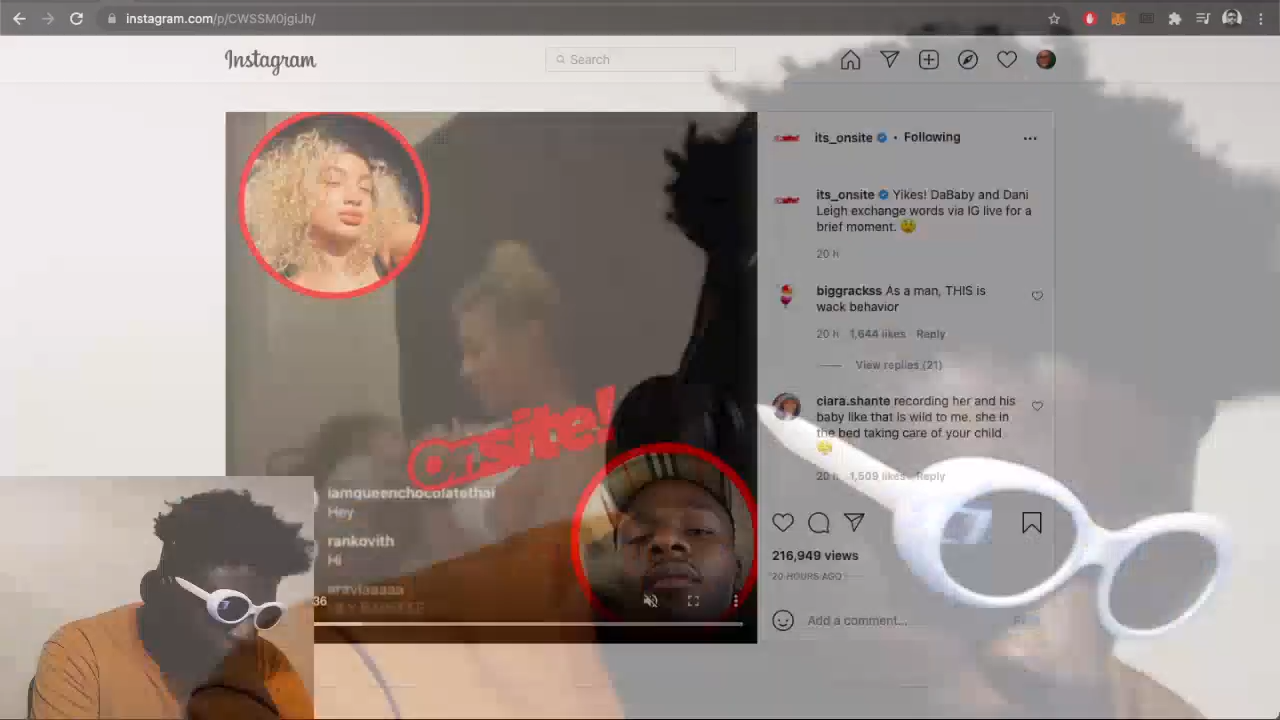 instagram.com/p/CWSSM0jgiJh/
Instagram
Search
its_onsite • Following
its_onsite Yikes! DaBaby and Dani
Leigh exchange words via IG live for a
brief moment.
20 h
biggrackss As a man, THIS is
wack behavior
20 h 1,644 likes Reply
View replies (21)
ciara.shante recording her and his
baby like that is wild to me. she in
the bed taking care of your child
20 h 1,509 likes Reply
Onsite!
iamqueenchocolatethai
Hey
rankovith
Hi
36
216,949 views
20 HOURS AGO
Add a comment...